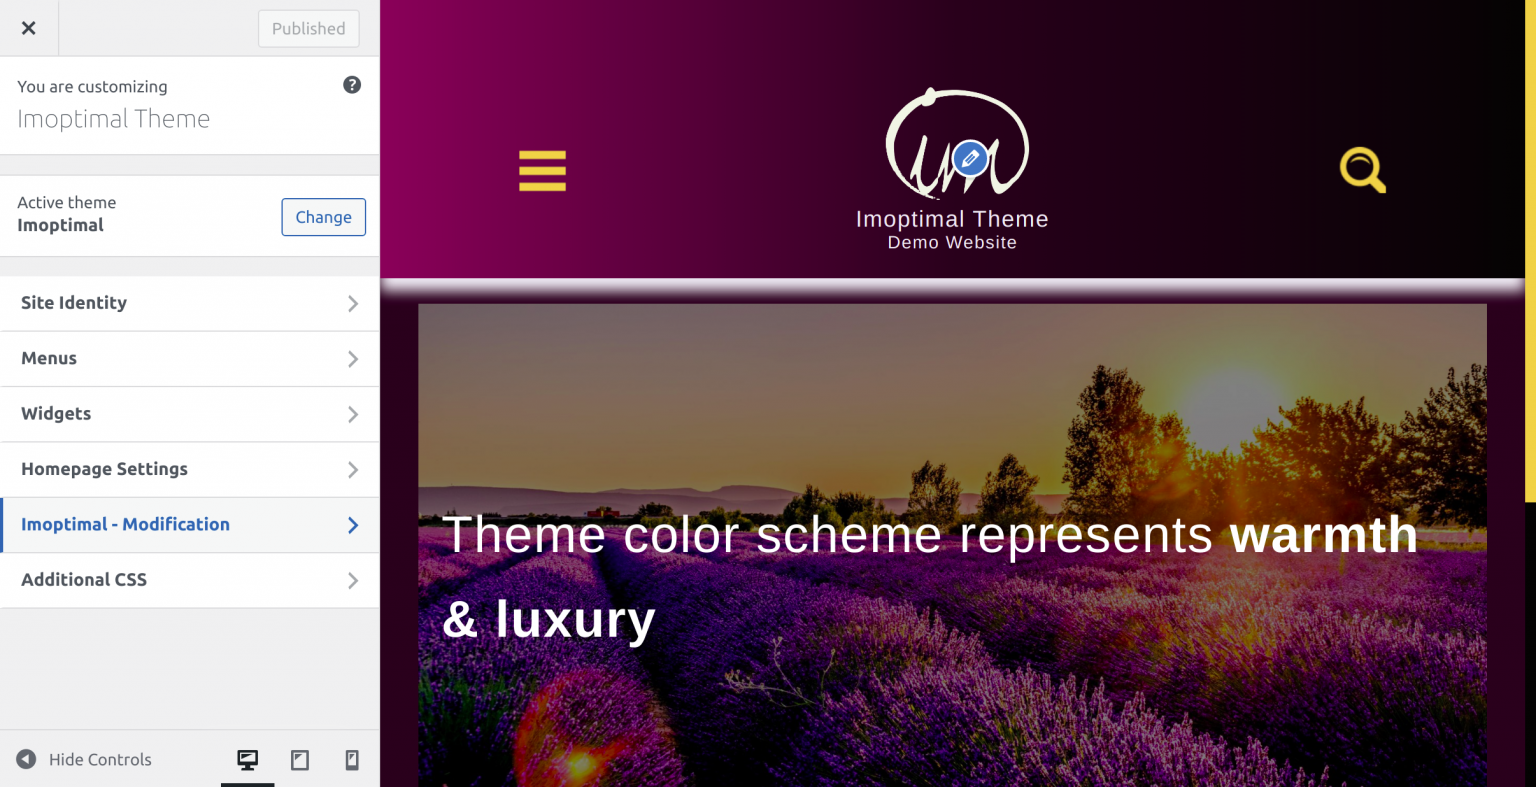 Published
You are customizing
Imoptimal Theme
Active theme
Imoptimal
Change
Site Identity
Menus
Widgets
Homepage Settings
Imoptimal - Modification
Additional CSS
Hide Controls
Imoptimal Theme
Demo Website
Theme color scheme represents warmth
& luxury